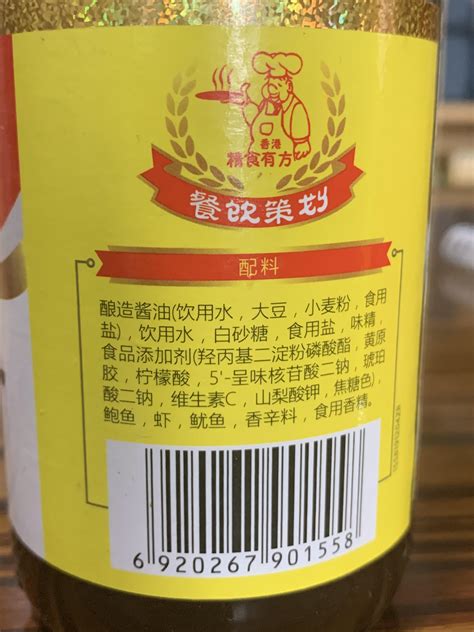 香港
精食有方
餐饮策划
配料
酿造酱油(饮用水，大豆，小麦粉，食用
盐)，饮用水，白砂糖，食用盐，味精，
食品添加剂(羟丙基二淀粉磷酸酯，黄原
胶，柠檬酸，5'-呈味核苷酸二钠，琥珀
酸二钠，维生素C，山梨酸钾，焦糖色)，
鲍鱼，虾，鱿鱼，香辛料，食用香精。
6 920267 901558